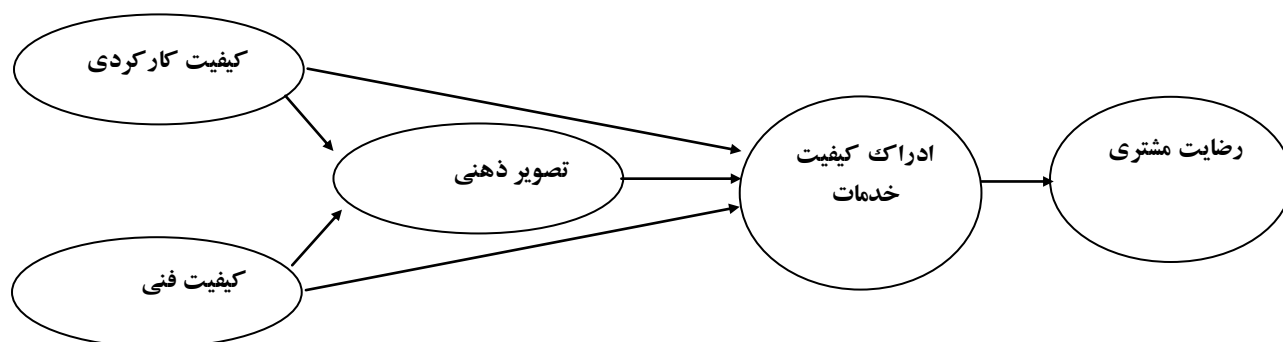 کیفیت کارکردی
تصویر ذهنی
کیفیت فنی
ادراک کیفیت
خدمات
رضایت مشتری